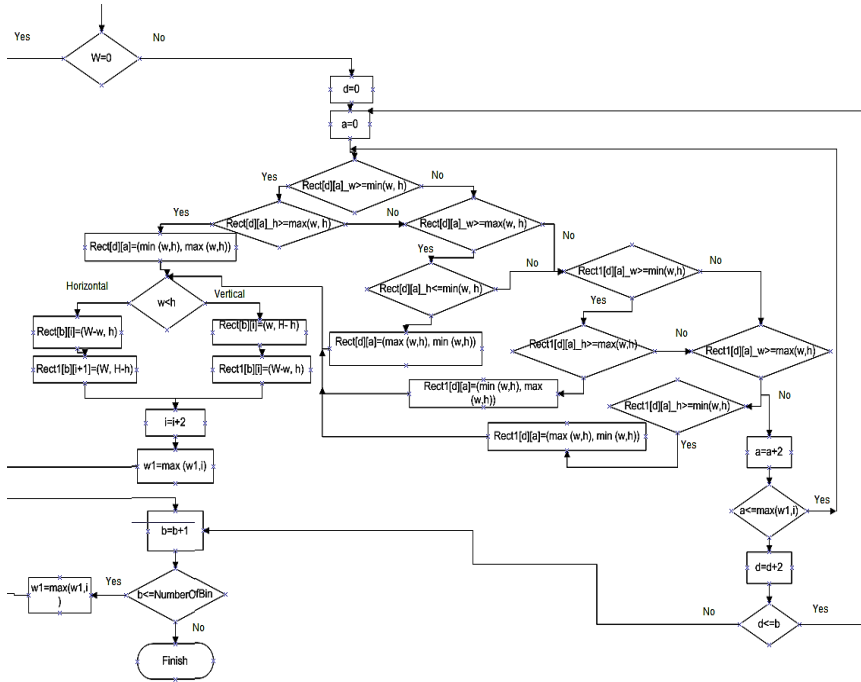 Yes
No
W=0
d=0
a=0
Rect[d][a]_w>=min(w, h)
Yes
No
Rect[d][a]_h>=max(w, h)
Yes
No
Rect[d][a]_w>=max(w, h)
Rect[d][a]=(min (w,h), max (w,h))
Yes
No
Rect[d][a]_h<=min(w, h)
No
Rect1[d][a]_w>=min(w,h)
No
Horizontal
w<h
Vertical
Yes
Rect[b][i]=(W-w, h)
Rect[b][i]=(w, H- h)
Rect[d][a]=(max (w,h), min (w,h))
Rect1[d][a]_h>=max(w,h)
No
Rect1[d][a]_w>=max(w,h)
Rect1[b][i+1]=(W, H-h)
Rect1[b][i]=(W-w, h)
Rect1[d][a]=(min (w,h), max
(w,h))
Rect1[d][a]_h>=min(w,h)
No
i=i+2
Rect1[d][a]=(max (w,h), min (w,h))
Yes
a=a+2
w1=max (w1,i)
a<=max(w1,i)
Yes
b=b+1
d=d+2
w1=max(w1,i
)
Yes
b<=NumberOfBin
No
d<=b
Yes
No
Finish